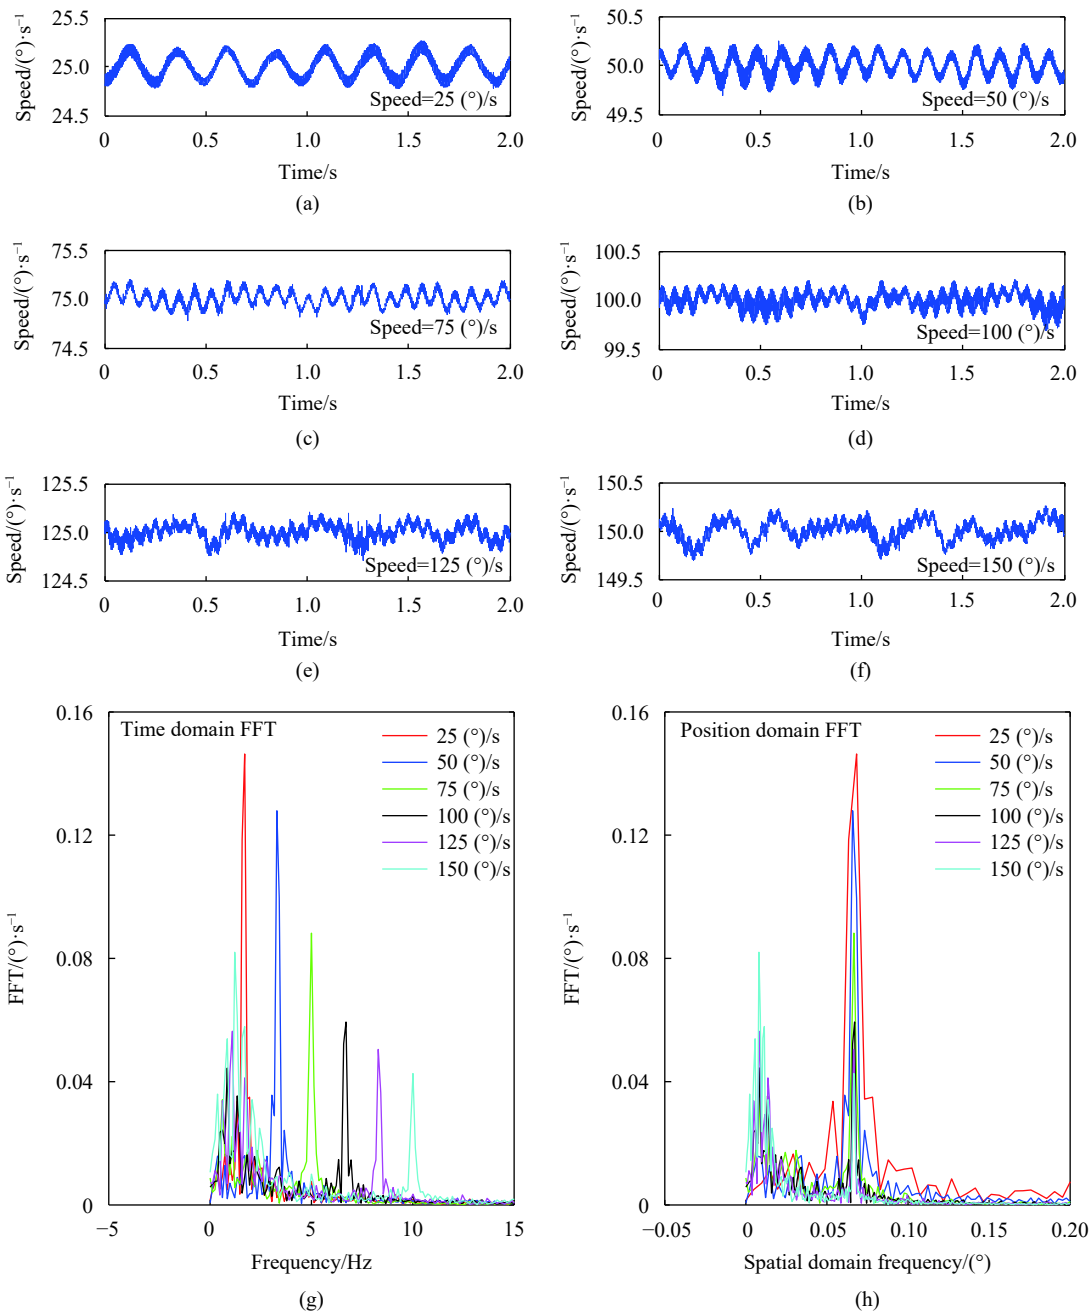 25.5
25.0
24.5
Speed/(°)·s⁻¹
Speed=25 (°)/s
0 0.5 1.0 1.5 2.0
Time/s
(a)
50.5
50.0
49.5
Speed/(°)·s⁻¹
Speed=50 (°)/s
0 0.5 1.0 1.5 2.0
Time/s
(b)
75.5
75.0
74.5
Speed/(°)·s⁻¹
Speed=75 (°)/s
0 0.5 1.0 1.5 2.0
Time/s
(c)
100.5
100.0
99.5
Speed/(°)·s⁻¹
Speed=100 (°)/s
0 0.5 1.0 1.5 2.0
Time/s
(d)
125.5
125.0
124.5
Speed/(°)·s⁻¹
Speed=125 (°)/s
0 0.5 1.0 1.5 2.0
Time/s
(e)
150.5
150.0
149.5
Speed/(°)·s⁻¹
Speed=150 (°)/s
0 0.5 1.0 1.5 2.0
Time/s
(f)
Time domain FFT
25 (°)/s
50 (°)/s
75 (°)/s
100 (°)/s
125 (°)/s
150 (°)/s
0.16
0.12
0.08
0.04
0
FFT/(°)·s⁻¹
−5 0 5 10 15
Frequency/Hz
(g)
Position domain FFT
25 (°)/s
50 (°)/s
75 (°)/s
100 (°)/s
125 (°)/s
150 (°)/s
0.16
0.12
0.08
0.04
0
FFT/(°)·s⁻¹
−0.05 0 0.05 0.10 0.15 0.20
Spatial domain frequency/(°)
(h)